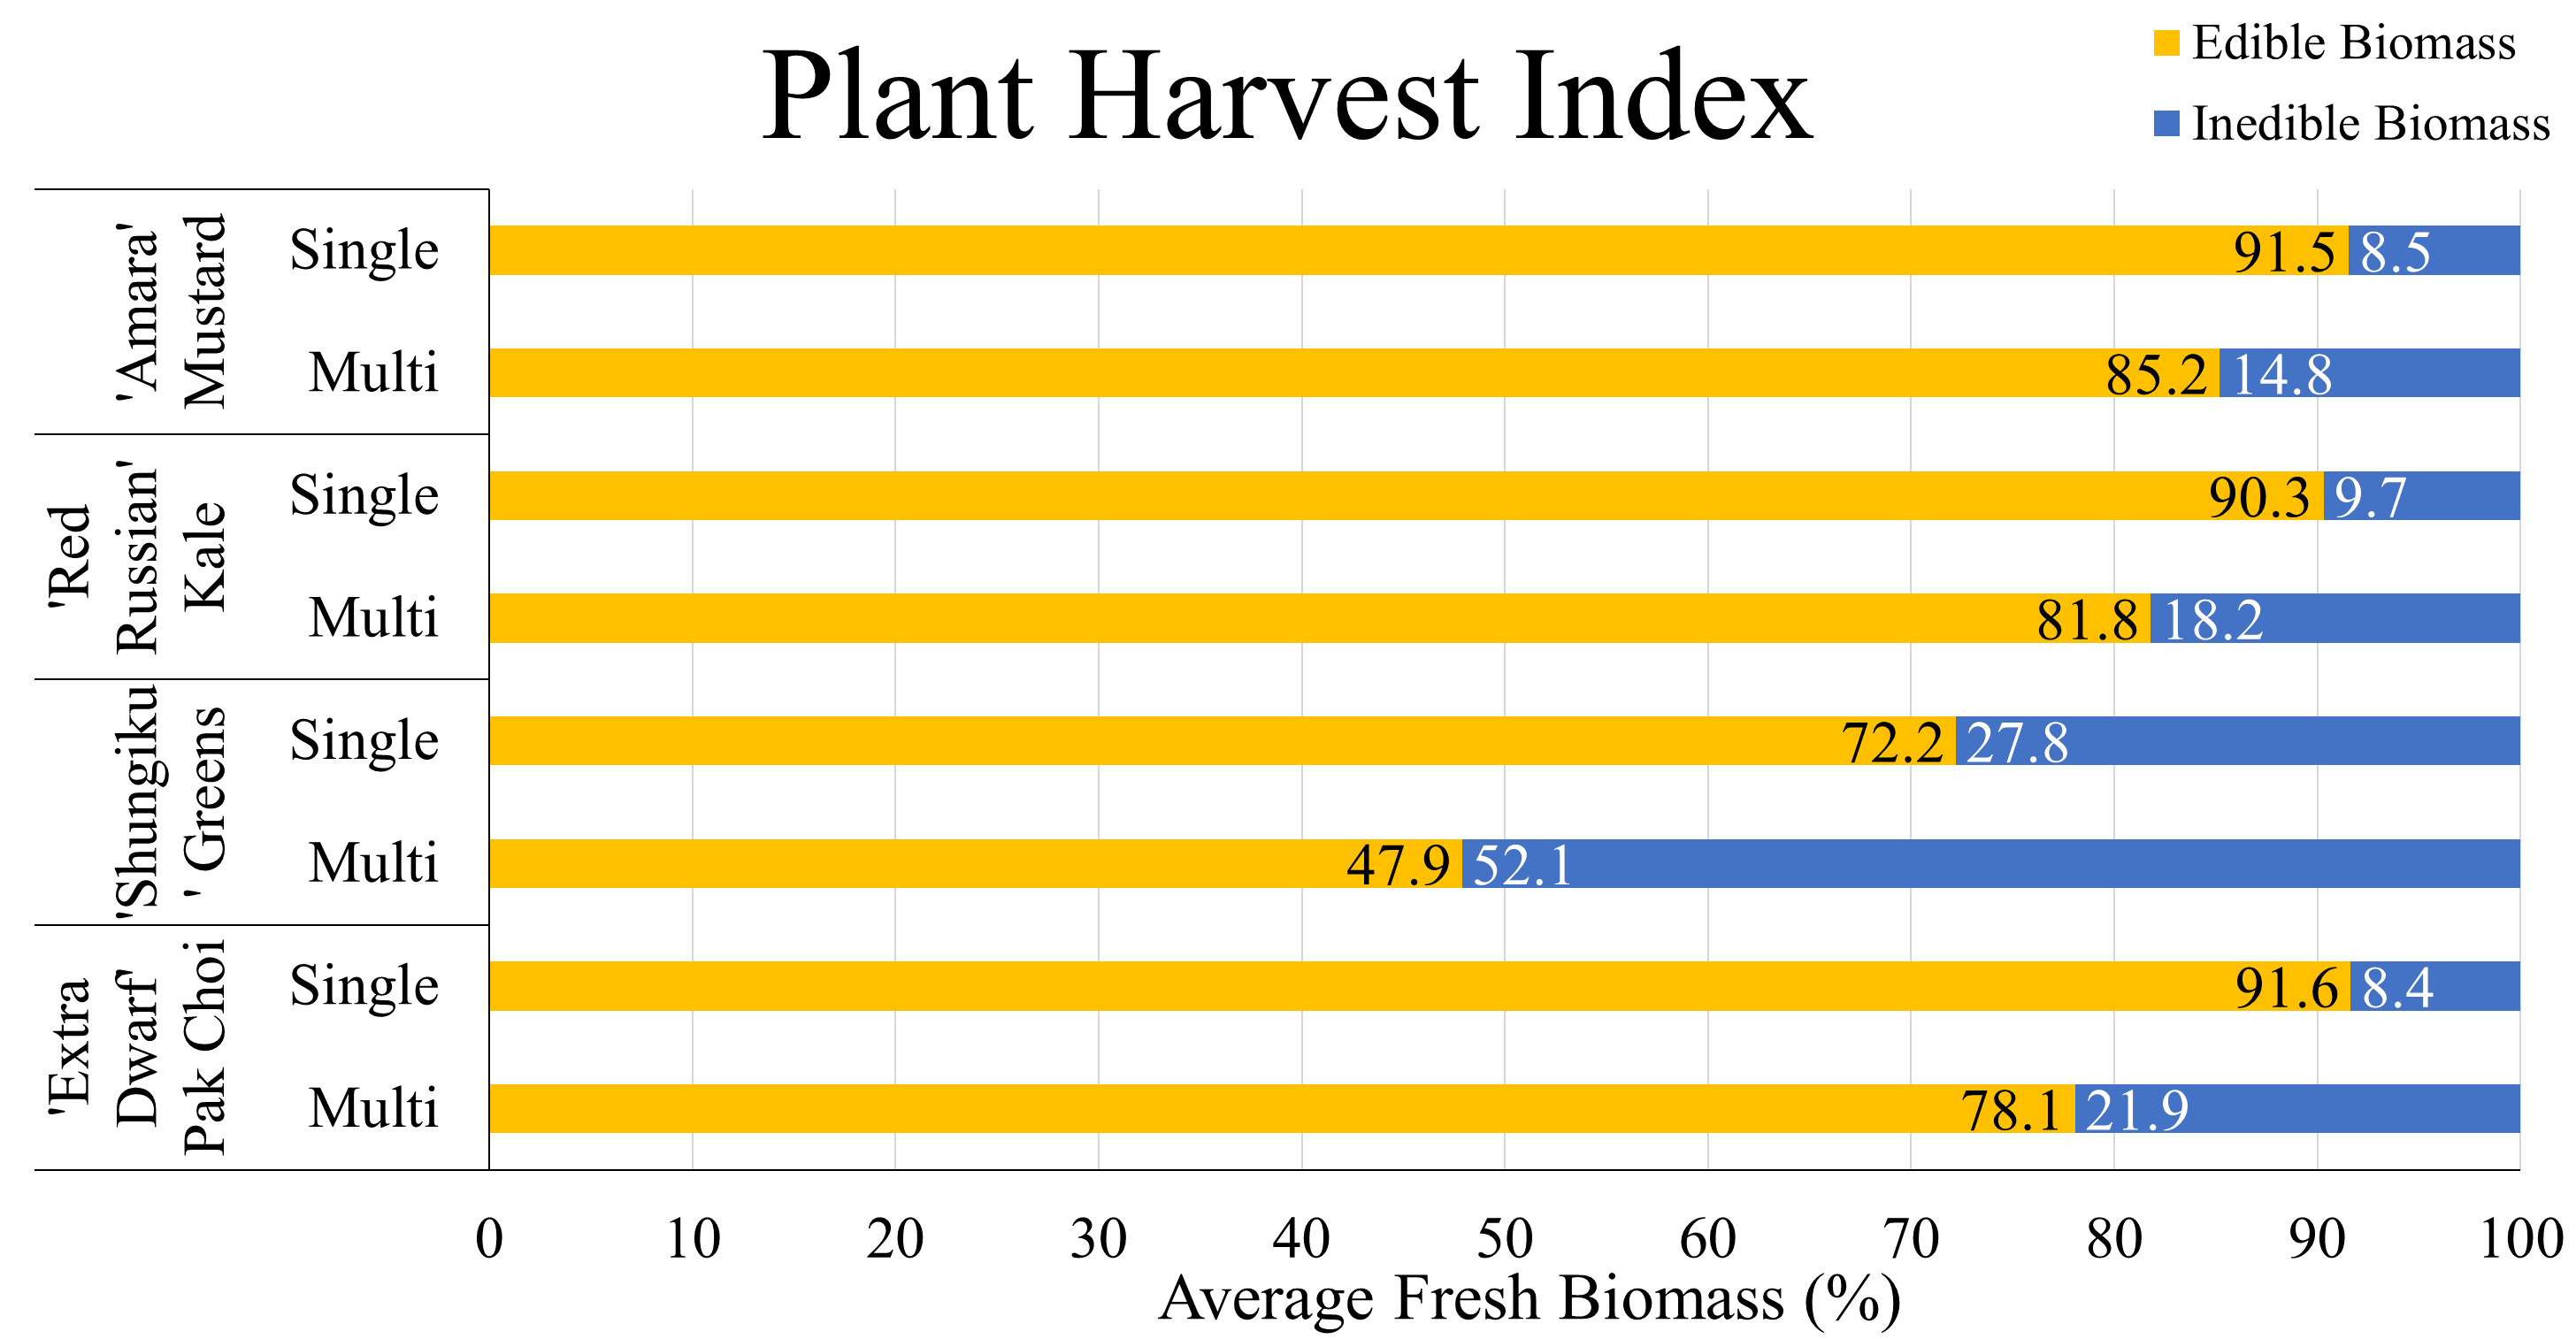 Plant Harvest Index
Edible Biomass
Inedible Biomass
'Amara'
Mustard
Single
91.5 8.5
Multi
85.2 14.8
'Red
Russian'
Kale
Single
90.3 9.7
Multi
81.8 18.2
'Shungiku
' Greens
Single
72.2 27.8
Multi
47.9 52.1
'Extra
Dwarf'
Pak Choi
Single
91.6 8.4
Multi
78.1 21.9
0 10 20 30 40 50 60 70 80 90 100
Average Fresh Biomass (%)